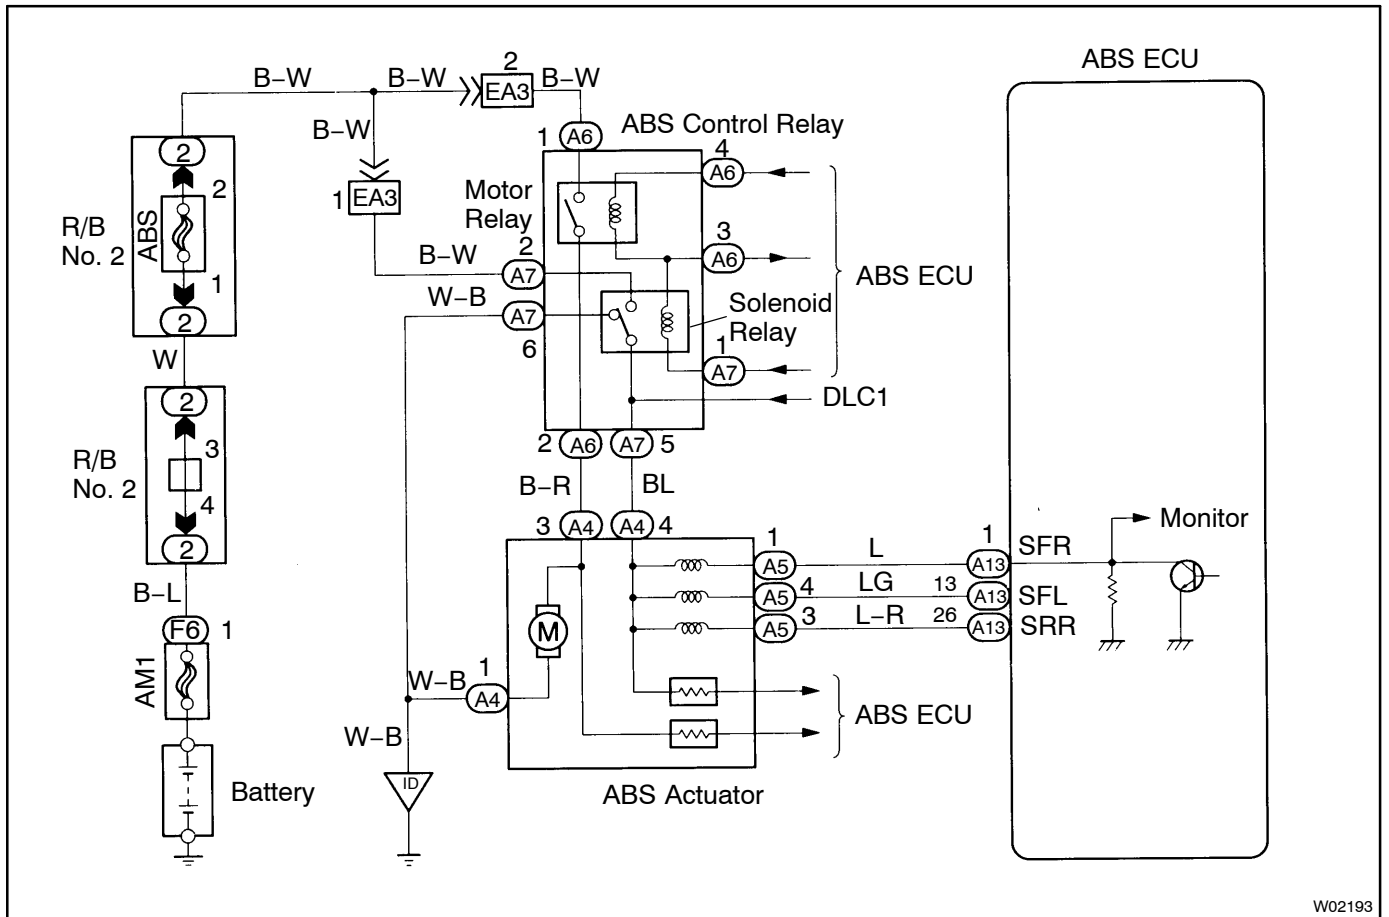 ABS ECU
B–W
B–W
2
EA3
B–W
B–W
1
EA3
1
A6
ABS Control Relay
4
A6
Motor
Relay
3
A6
ABS ECU
2
2
ABS
1
2
R/B
No. 2
B–W
2
A7
W–B
A7
6
Solenoid
Relay
1
A7
DLC1
W
2
3
4
2
R/B
No. 2
2
A6
A7
5
B–R
BL
3
A4
A4
4
B–L
F6
1
AM1
Battery
M
1
A5
L
1
A13
SFR
Monitor
A5
4
LG
13
A13
SFL
A5
3
L–R
26
A13
SRR
W–B
1
A4
ABS ECU
W–B
ID
ABS Actuator
W02193